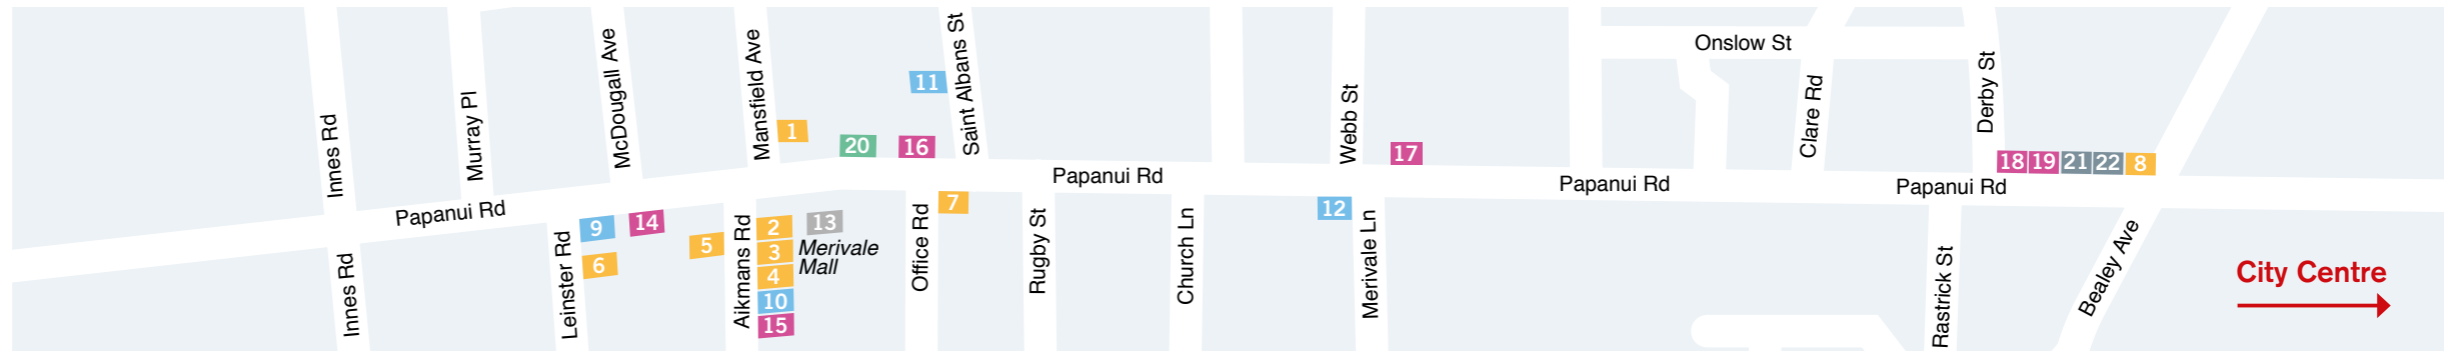 Innes Rd
Murray Pl
McDougall Ave
Mansfield Ave
Saint Albans St
Webb St
Onslow St
Clare Rd
Derby St
11
1
20
16
17
18 19 21 22 8
Papanui Rd
Papanui Rd
Papanui Rd
Papanui Rd
Innes Rd
Leinster Rd
9
14
6
5
Aikmans Rd
2
13
3
4
10
15
Merivale
Mall
Office Rd
7
Rugby St
Church Ln
12
Merivale Ln
Rastrick St
Bealey Ave
City Centre